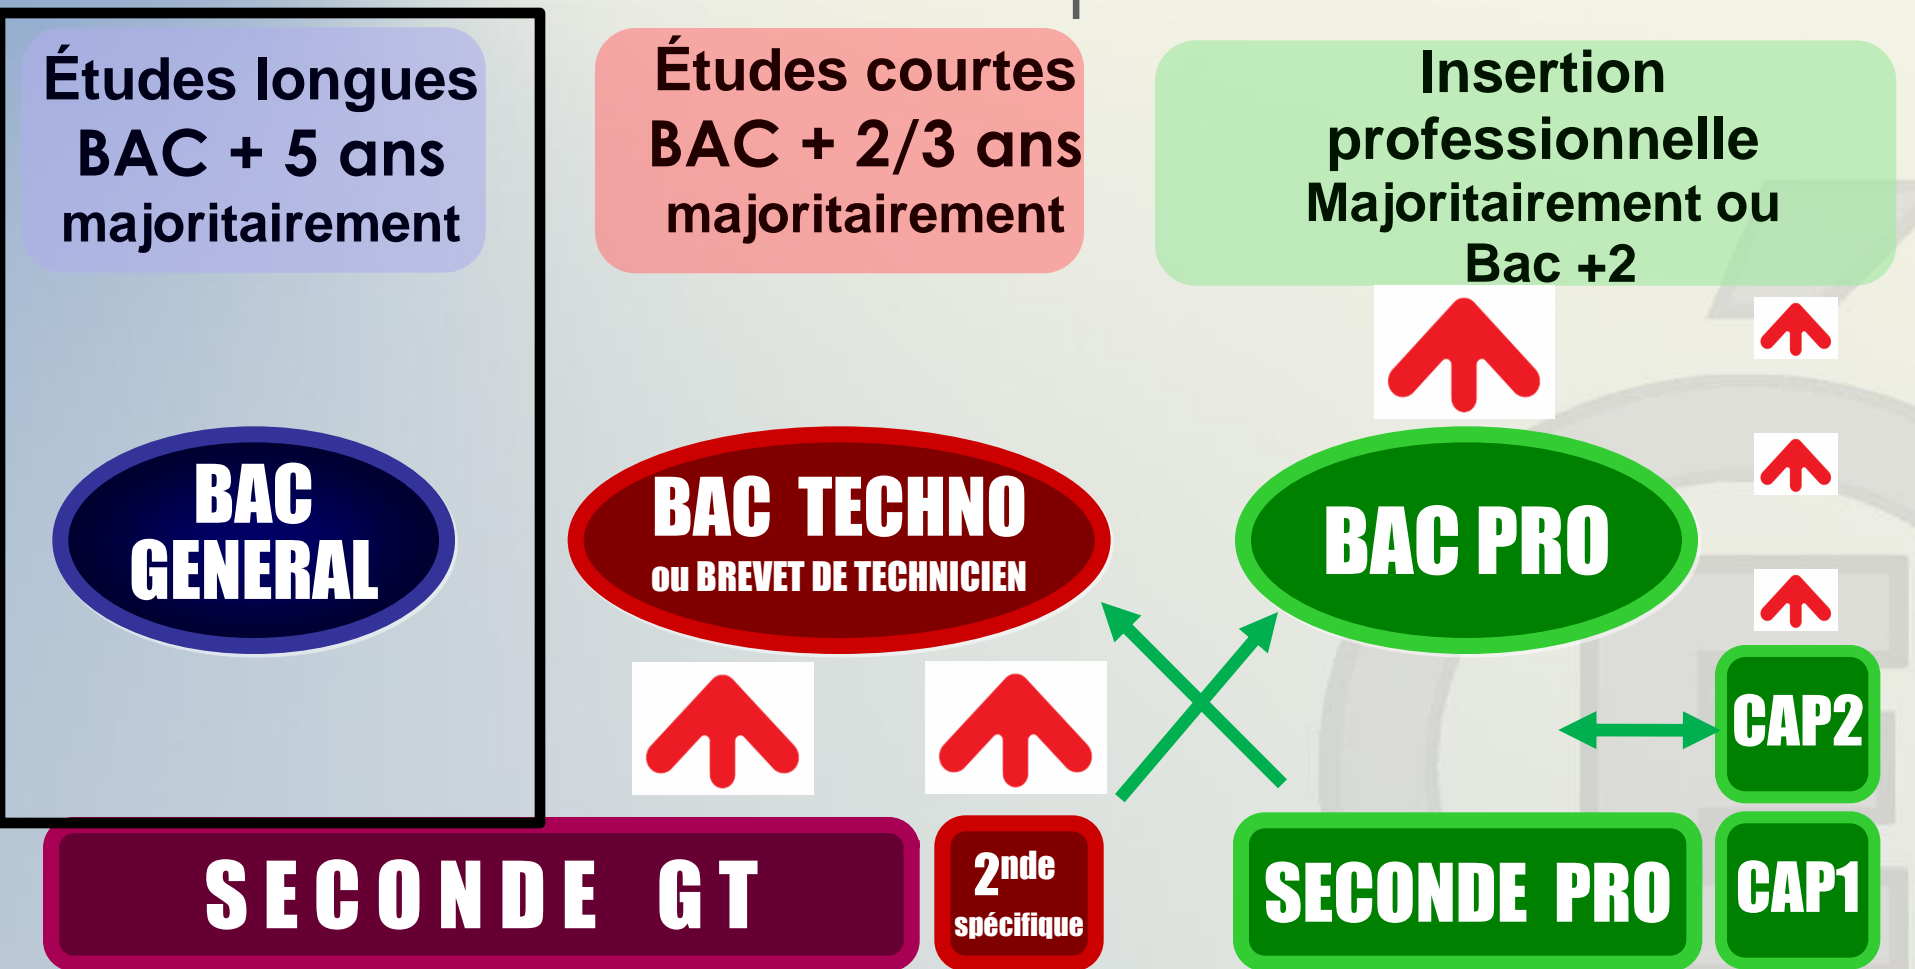 Études longues
BAC + 5 ans
majoritairement
Études courtes
BAC + 2/3 ans
majoritairement
Insertion
professionnelle
Majoritairement ou
Bac +2
BAC
GENERAL
BAC TECHNO
ou BREVET DE TECHNICIEN
BAC PRO
CAP2
SECONDE GT
2nde
spécifique
SECONDE PRO
CAP1